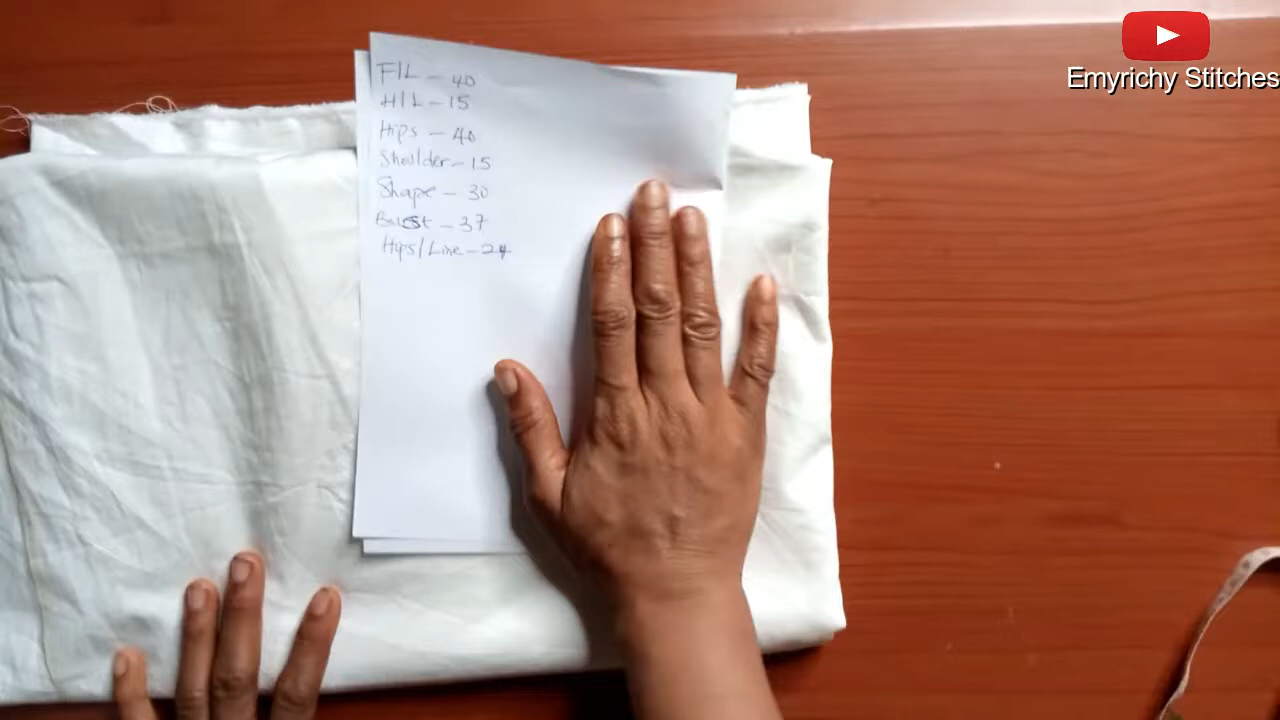 Emyrichy Stitches
F/L - 40
H/L - 15
Hips - 40
Shoulder - 15
Shape - 30
Bust - 37
Hips/Line - 24